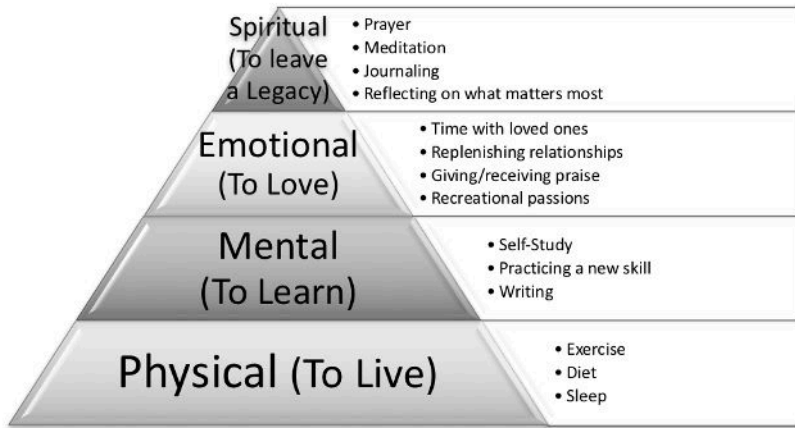 Spiritual
(To leave
a Legacy)
• Prayer
• Meditation
• Journaling
• Reflecting on what matters most
Emotional
(To Love)
• Time with loved ones
• Replenishing relationships
• Giving/receiving praise
• Recreational passions
Mental
(To Learn)
• Self-Study
• Practicing a new skill
• Writing
Physical (To Live)
• Exercise
• Diet
• Sleep